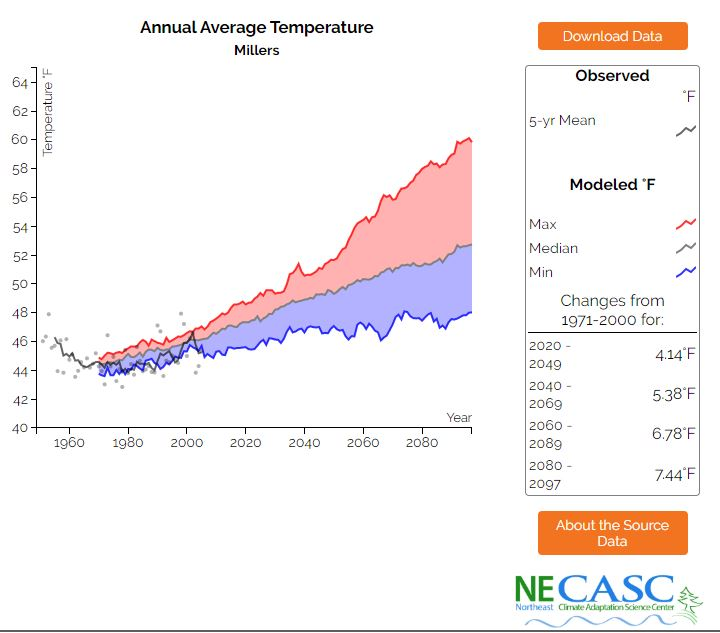 Annual Average Temperature
Millers
Temperature °F
64
62
60
58
56
54
52
50
48
46
44
42
40
Year
1960
1980
2000
2020
2040
2060
2080
Download Data
Observed
°F
5-yr Mean
Modeled °F
Max
Median
Min
Changes from
1971-2000 for:
2020 -
2049
4.14°F
2040 -
2069
5.38°F
2060 -
2089
6.78°F
2080 -
2097
7.44°F
About the Source
Data
NECASC
Northeast Climate Adaptation Science Center